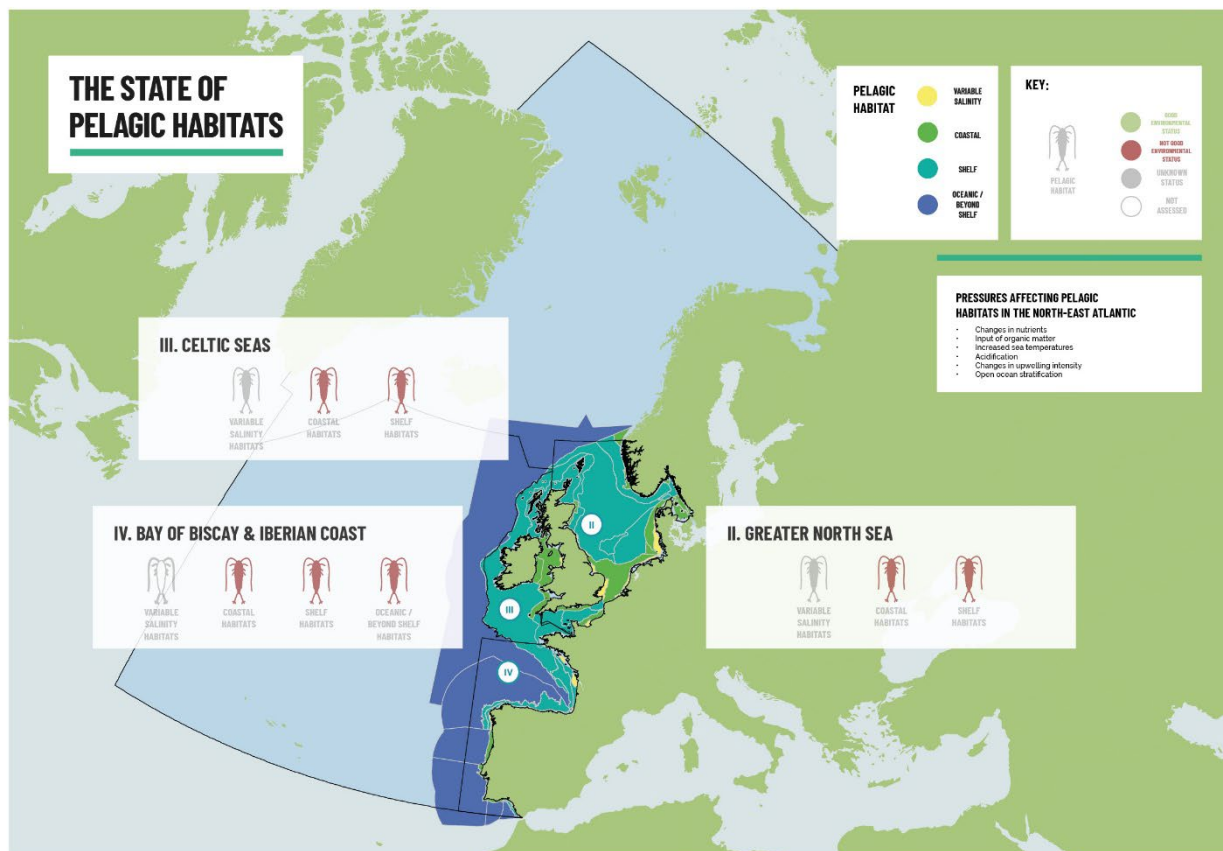 THE STATE OF
PELAGIC HABITATS
PELAGIC
HABITAT
VARIABLE
SALINITY
COASTAL
SHELF
OCEANIC /
BEYOND
SHELF
KEY:
PELAGIC
HABITAT
GOOD
ENVIRONMENTAL
STATUS
NOT GOOD
ENVIRONMENTAL
STATUS
UNKNOWN
STATUS
NOT
ASSESSED
PRESSURES AFFECTING PELAGIC
HABITATS IN THE NORTH-EAST ATLANTIC
• Changes in nutrients
• Input of organic matter
• Increased sea temperatures
• Acidification
• Changes in upwelling intensity
• Open ocean stratification
III. CELTIC SEAS
VARIABLE
SALINITY
HABITATS
COASTAL
HABITATS
SHELF
HABITATS
IV. BAY OF BISCAY & IBERIAN COAST
VARIABLE
SALINITY
HABITATS
COASTAL
HABITATS
SHELF
HABITATS
OCEANIC /
BEYOND SHELF
HABITATS
II. GREATER NORTH SEA
VARIABLE
SALINITY
HABITATS
COASTAL
HABITATS
SHELF
HABITATS
II
III
IV